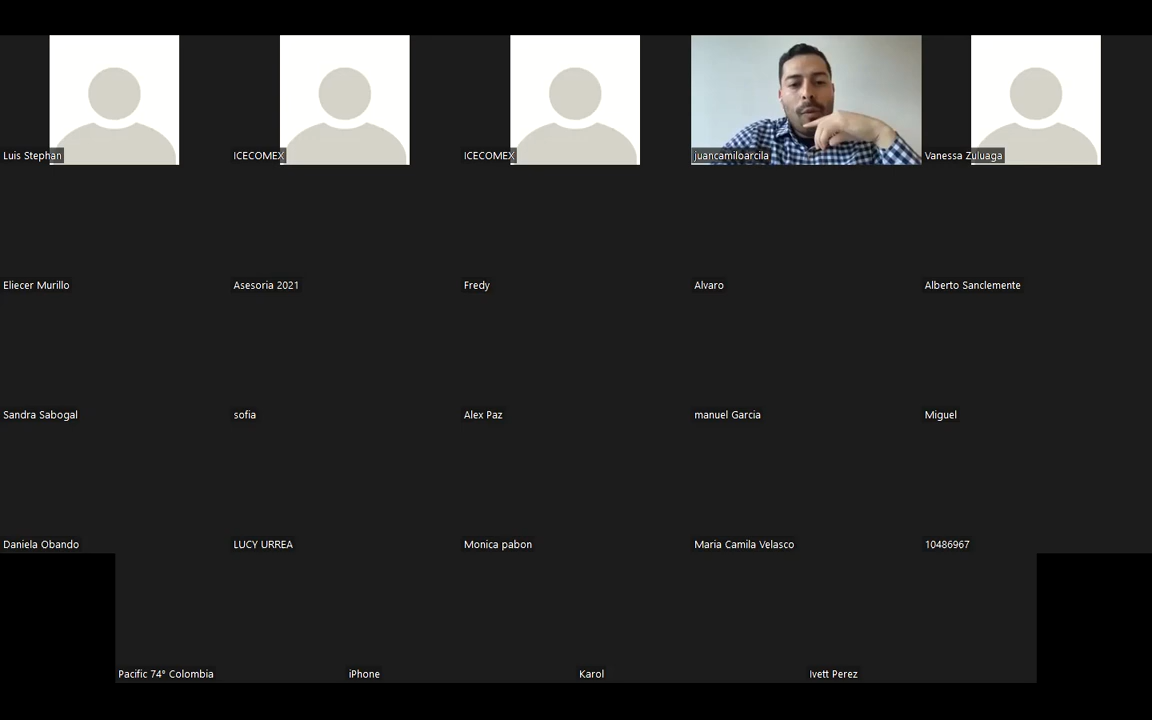 Luis Stephan
ICECOMEX
ICECOMEX
juancamiloarcila
Vanessa Zuluaga
Eliecer Murillo
Asesoria 2021
Fredy
Alvaro
Alberto Sanclemente
Sandra Sabogal
sofia
Alex Paz
manuel Garcia
Miguel
Daniela Obando
LUCY URREA
Monica pabon
Maria Camila Velasco
10486967
Pacific 74° Colombia
iPhone
Karol
Ivett Perez